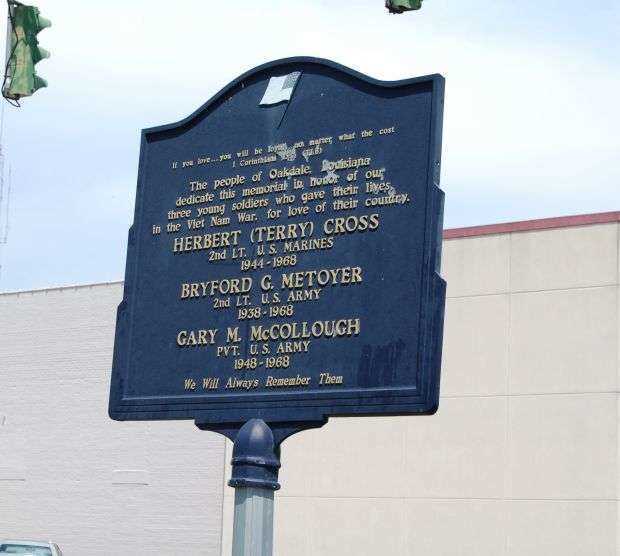 If you love...you will be loyal not matter what the cost
I Corinthians
The people of Oakdale, Louisiana
dedicate this memorial in honor of our
three young soldiers who gave their lives
in the Viet Nam War, for love of their country.
HERBERT (TERRY) CROSS
2nd LT. U.S. MARINES
1944-1968
BRYFORD G. METOYER
2nd LT. U.S. ARMY
1938-1968
GARY M. McCOLLOUGH
PVT. U.S. ARMY
1948-1968
We Will Always Remember Them